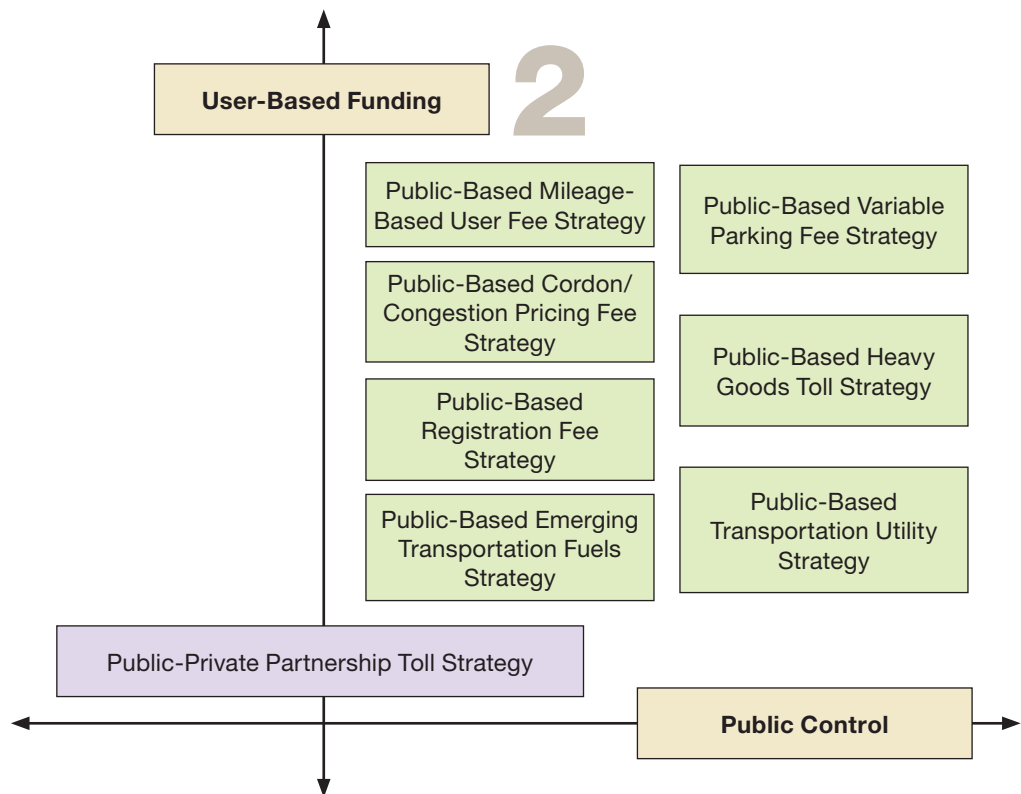 User-Based Funding
2
Public-Based Mileage-
Based User Fee Strategy
Public-Based Variable
Parking Fee Strategy
Public-Based Cordon/
Congestion Pricing Fee
Strategy
Public-Based Heavy
Goods Toll Strategy
Public-Based
Registration Fee
Strategy
Public-Based Emerging
Transportation Fuels
Strategy
Public-Based
Transportation Utility
Strategy
Public-Private Partnership Toll Strategy
Public Control